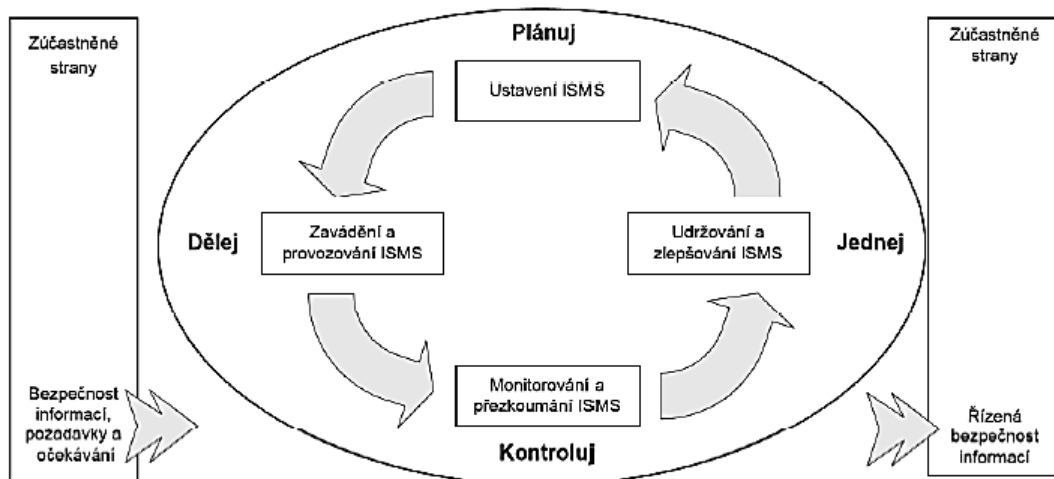 Zúčastněné
strany
Bezpečnost
informací,
požadavky a
očekávání
Plánuj
Ustavení ISMS
Dělej
Zavádění a
provozování ISMS
Udržování a
zlepšování ISMS
Jednej
Monitorování a
přezkoumání ISMS
Kontroluj
Zúčastněné
strany
Řízená
bezpečnost
informací